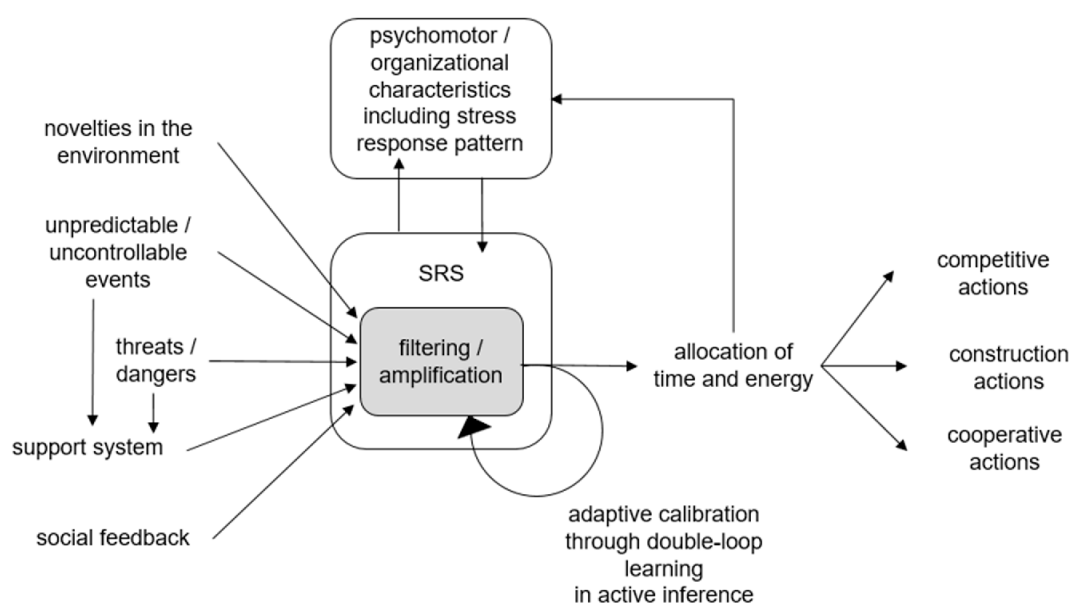 psychomotor /
organizational
characteristics
including stress
response pattern
novelties in the
environment
unpredictable /
uncontrollable
events
threats /
dangers
support system
social feedback
SRS
filtering /
amplification
adaptive calibration
through double-loop
learning
in active inference
allocation of
time and energy
competitive
actions
construction
actions
cooperative
actions